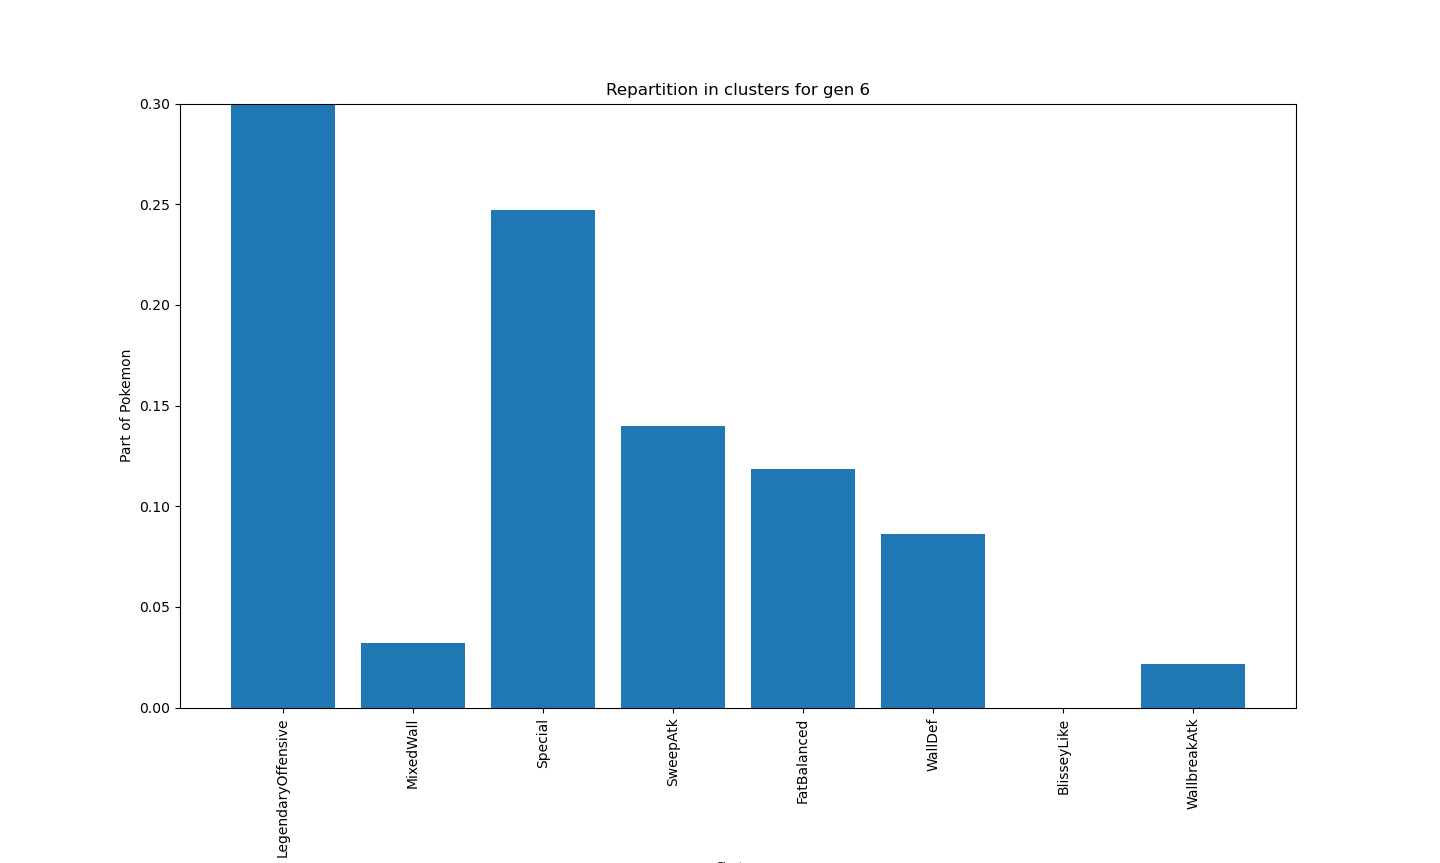 Repartition in clusters for gen 6
Part of Pokemon
0.30
0.25
0.20
0.15
0.10
0.05
0.00
LegendaryOffensive
MixedWall
Special
SweepAtk
FatBalanced
WallDef
BlisseyLike
WallbreakAtk